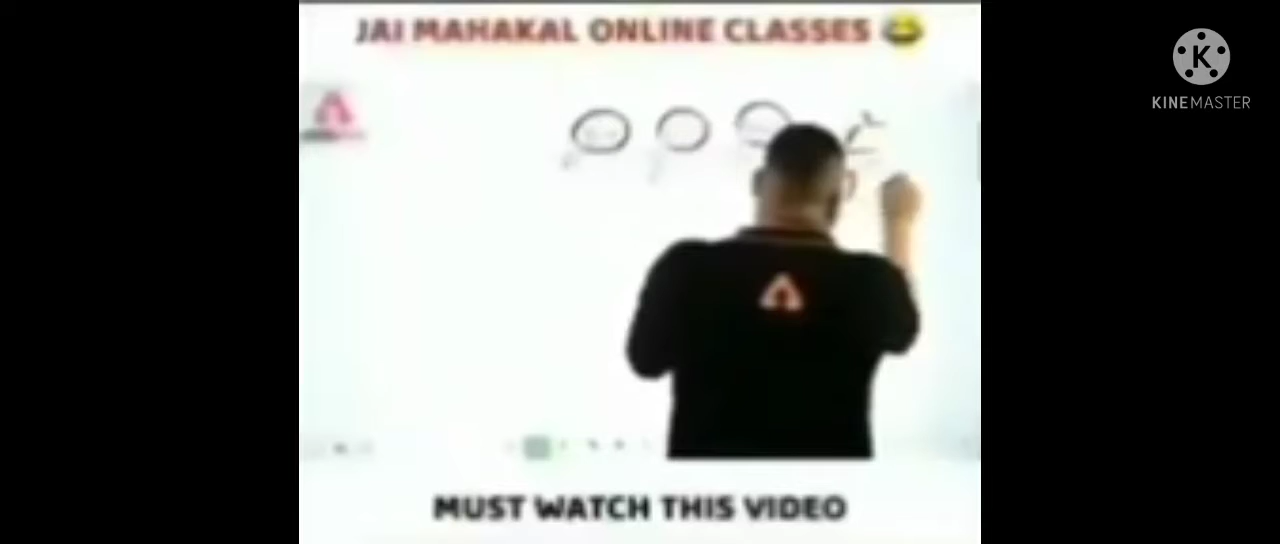 JAI MAHAKAL ONLINE CLASSES 😂
K
KINEMASTER
MUST WATCH THIS VIDEO